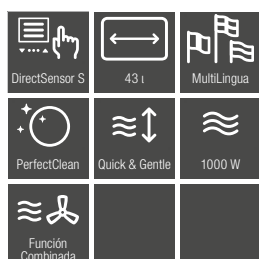 DirectSensor S
43 l
MultiLingua
PerfectClean
Quick & Gentle
1000 W
Función
Combinada